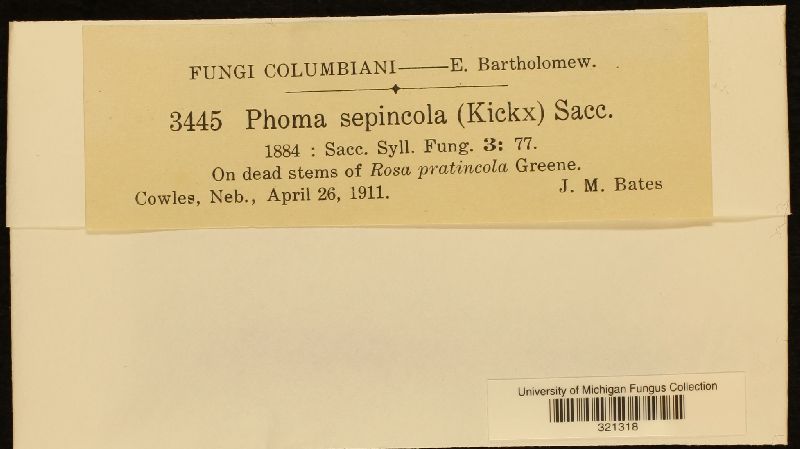 FUNGI COLUMBIANI——E. Bartholomew.
3445 Phoma sepincola (Kickx) Sacc.
1884 : Sacc. Syll. Fung. 3: 77.
On dead stems of Rosa pratincola Greene.
Cowles, Neb., April 26, 1911. J. M. Bates
University of Michigan Fungus Collection
321318